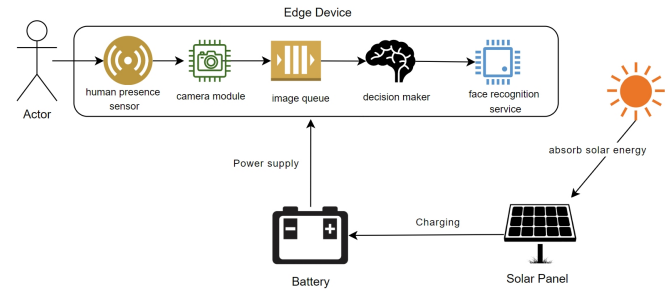 Edge Device
human presence
sensor
camera module
image queue
decision maker
face recognition
service
Actor
absorb solar energy
Power supply
Charging
Battery
Solar Panel